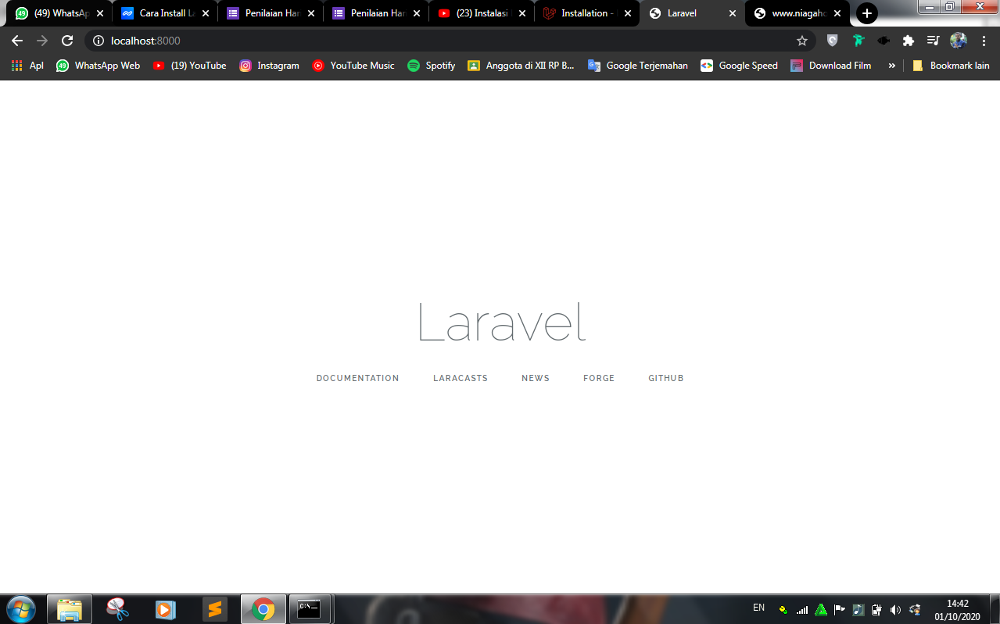 (49) WhatsAp
Cara Install La
Penilaian Har
Penilaian Har
(23) Instalasi
Installation -
Laravel
www.niagaho
localhost:8000
Apl
49
WhatsApp Web
(19) YouTube
Instagram
YouTube Music
Spotify
Anggota di XII RP B...
Google Terjemahan
Google Speed
Download Film
»
Bookmark lain
Laravel
DOCUMENTATION LARACASTS NEWS FORGE GITHUB
C:\._
EN
14:42
01/10/2020